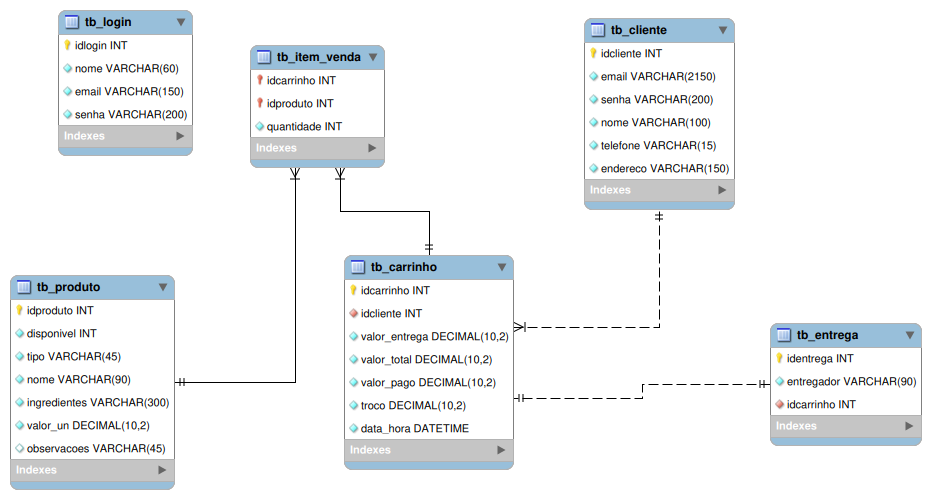 tb_login
idlogin INT
nome VARCHAR(60)
email VARCHAR(150)
senha VARCHAR(200)
Indexes
tb_item_venda
idcarrinho INT
idproduto INT
quantidade INT
Indexes
tb_cliente
idcliente INT
email VARCHAR(2150)
senha VARCHAR(200)
nome VARCHAR(100)
telefone VARCHAR(15)
endereco VARCHAR(150)
Indexes
tb_produto
idproduto INT
disponivel INT
tipo VARCHAR(45)
nome VARCHAR(90)
ingredientes VARCHAR(300)
valor_un DECIMAL(10,2)
observacoes VARCHAR(45)
Indexes
tb_carrinho
idcarrinho INT
idcliente INT
valor_entrega DECIMAL(10,2)
valor_total DECIMAL(10,2)
valor_pago DECIMAL(10,2)
troco DECIMAL(10,2)
data_hora DATETIME
Indexes
tb_entrega
identrega INT
entregador VARCHAR(90)
idcarrinho INT
Indexes